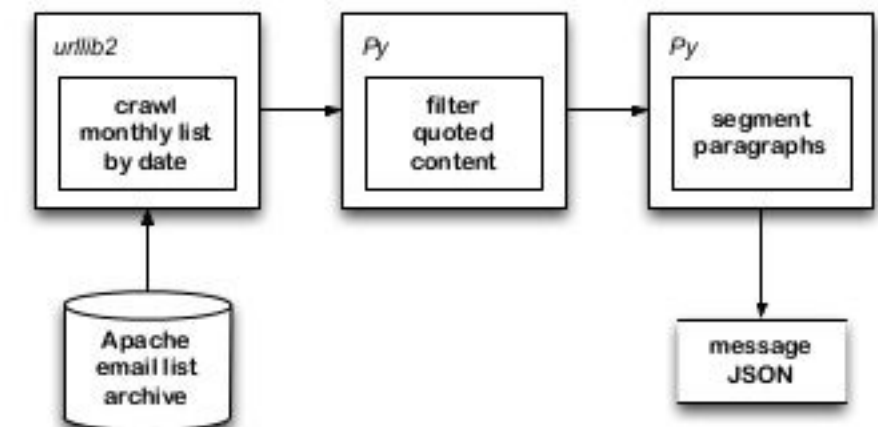 urllib2
crawl
monthly list
by date
Py
filter
quoted
content
Py
segment
paragraphs
Apache
email list
archive
message
JSON